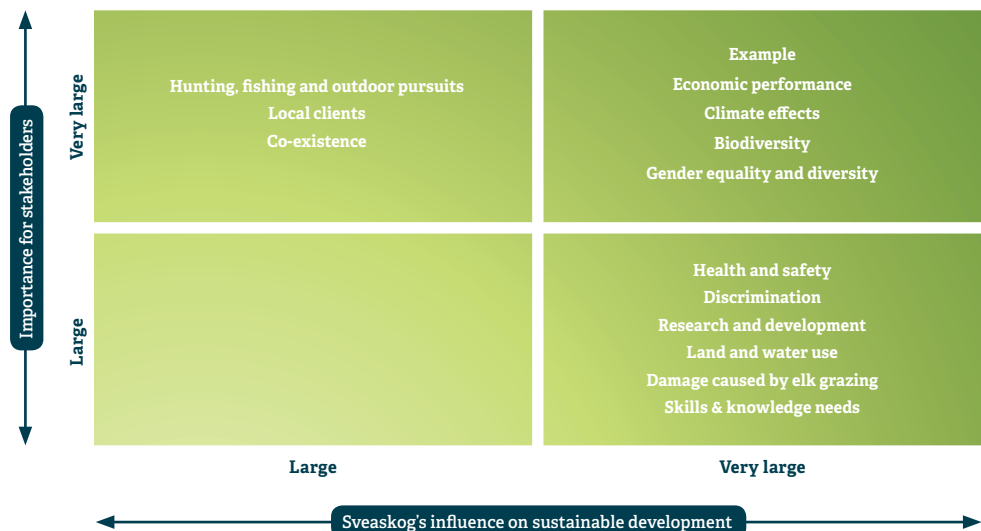 Importance for stakeholders
Very large
Hunting, fishing and outdoor pursuits
Local clients
Co-existence
Example
Economic performance
Climate effects
Biodiversity
Gender equality and diversity
Large
Health and safety
Discrimination
Research and development
Land and water use
Damage caused by elk grazing
Skills & knowledge needs
Large
Very large
Sveaskog's influence on sustainable development